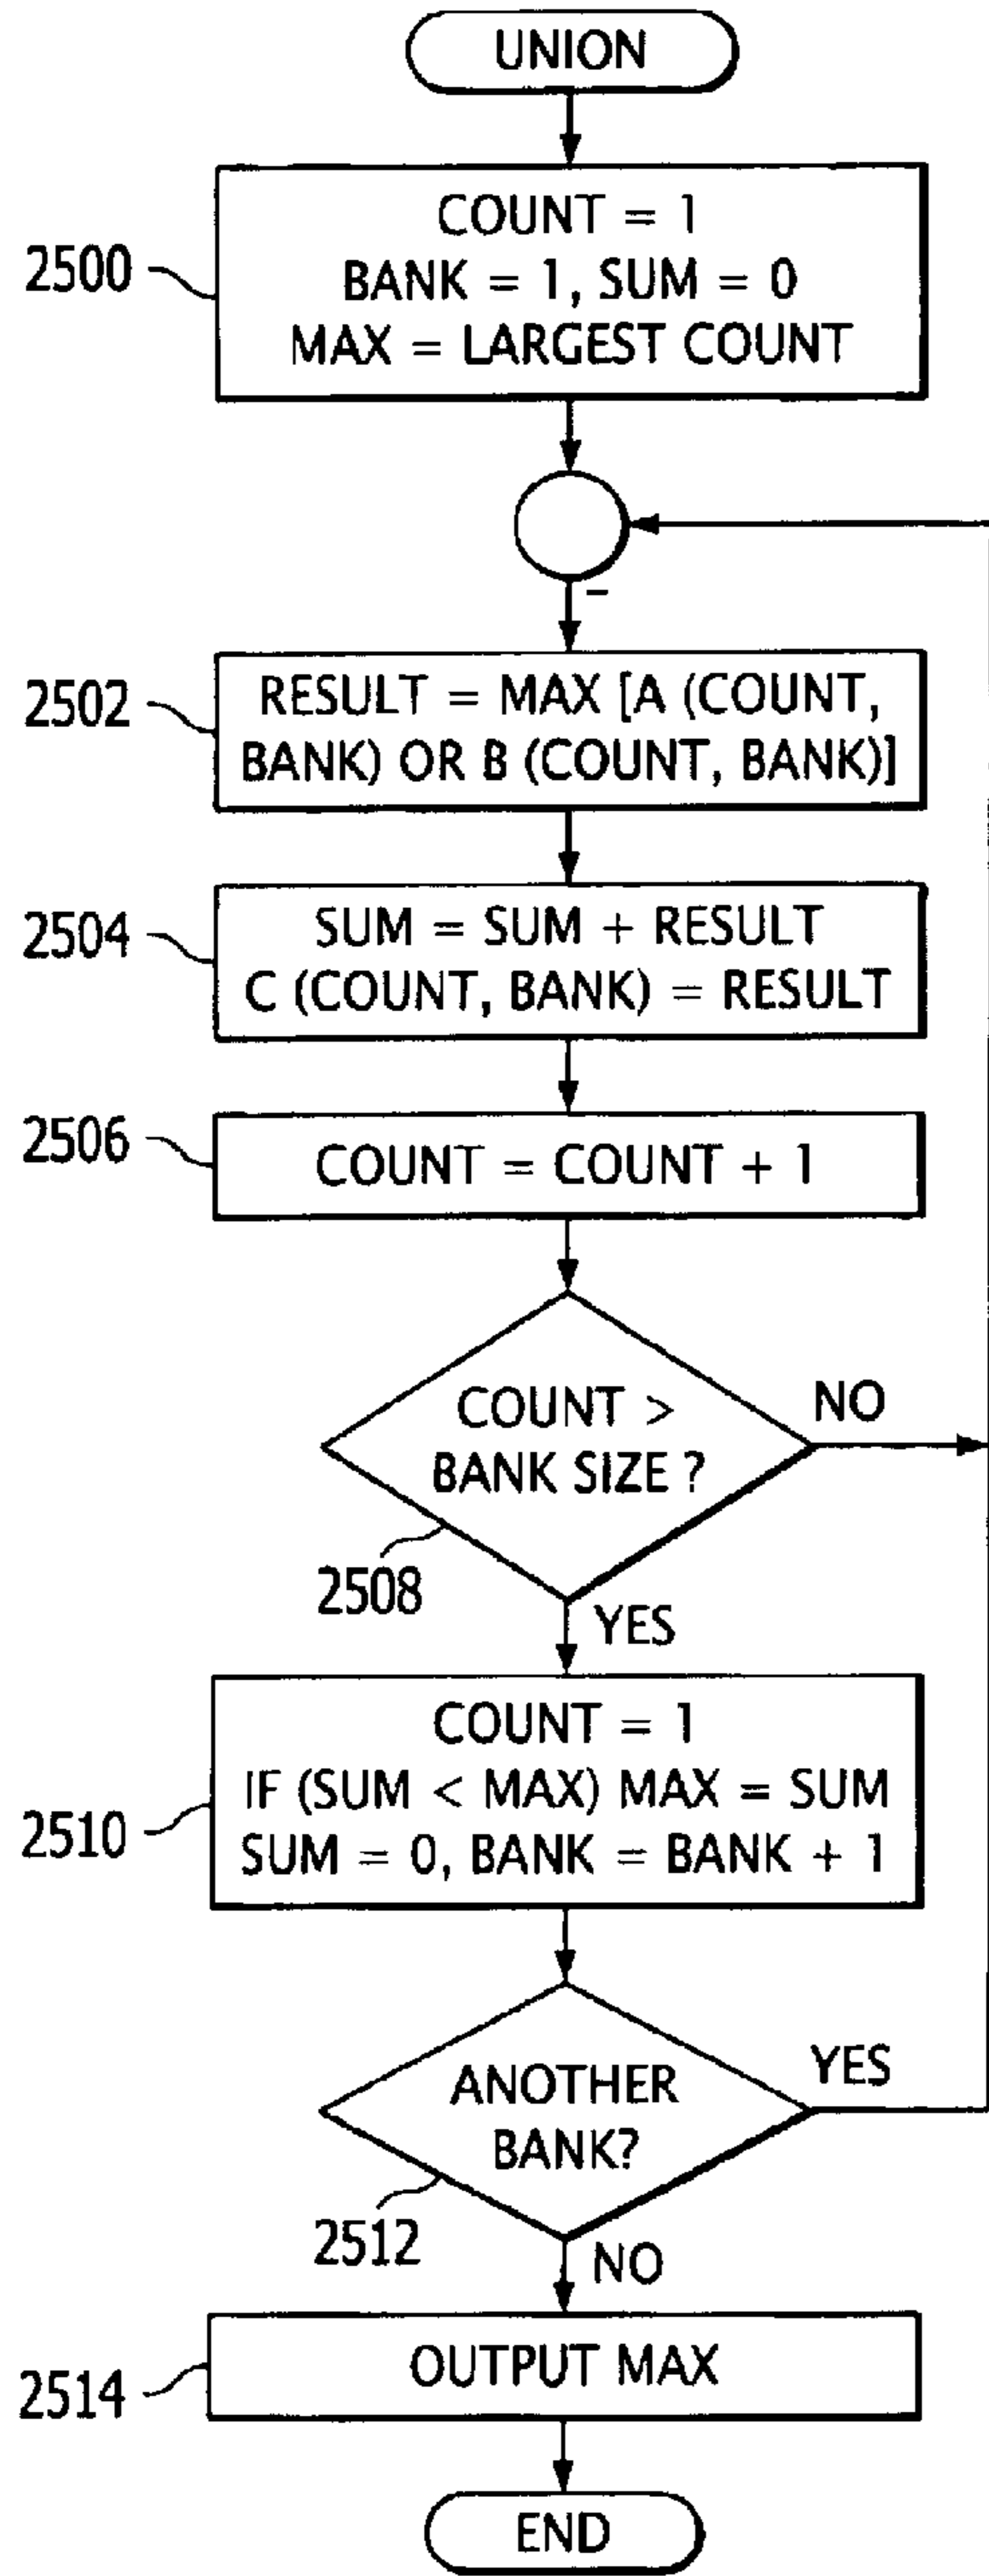 UNION
COUNT = 1
BANK = 1, SUM = 0
MAX = LARGEST COUNT
2500
RESULT = MAX [A (COUNT,
BANK) OR B (COUNT, BANK)]
2502
SUM = SUM + RESULT
C (COUNT, BANK) = RESULT
2504
COUNT = COUNT + 1
2506
COUNT >
BANK SIZE ?
NO
2508
YES
COUNT = 1
IF (SUM < MAX) MAX = SUM
SUM = 0, BANK = BANK + 1
2510
ANOTHER
BANK?
YES
2512
NO
OUTPUT MAX
2514
END